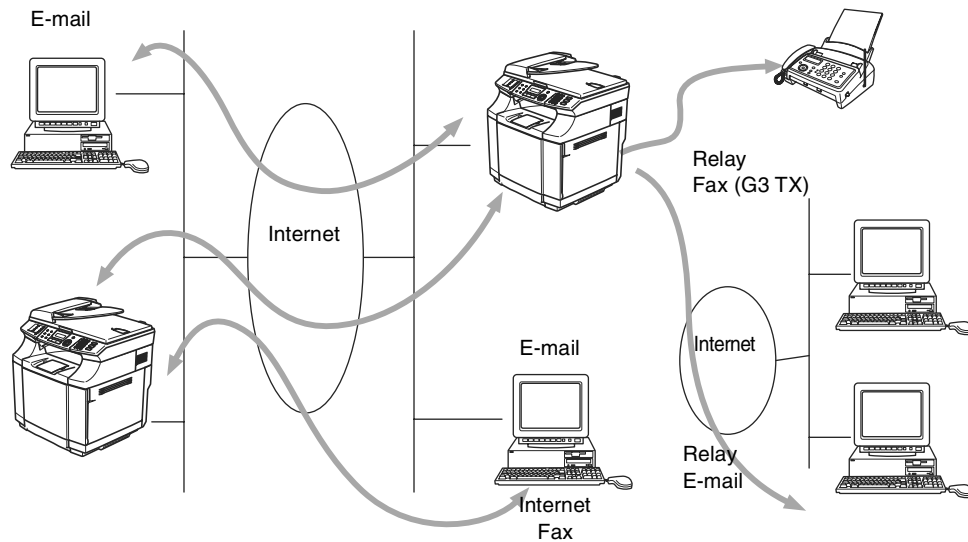 E-mail
Internet
Relay
Fax (G3 TX)
E-mail
Internet
Relay
E-mail
Internet
Fax